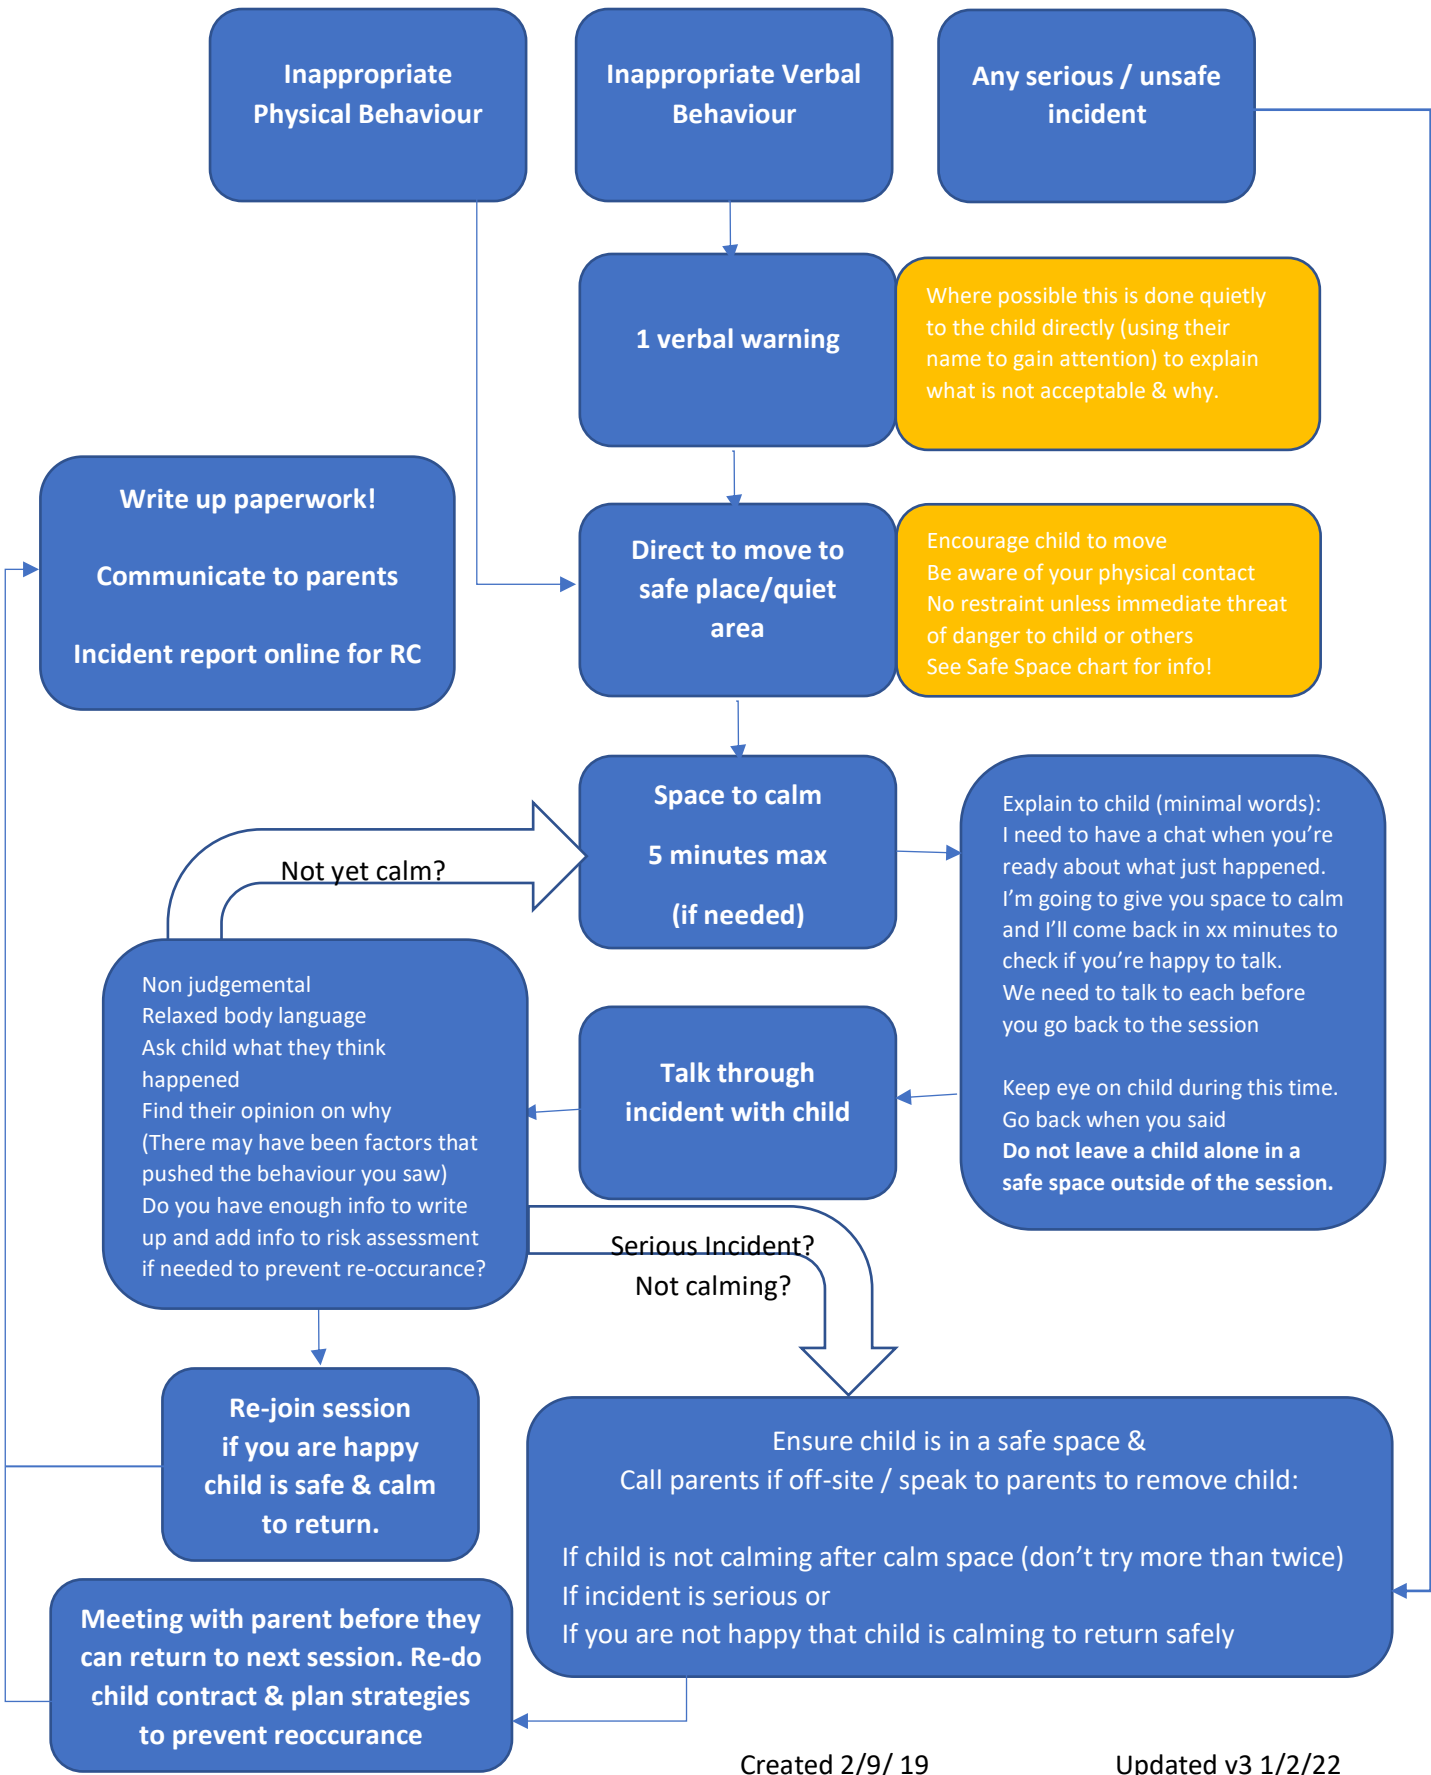 Inappropriate
Physical Behaviour
Inappropriate Verbal
Behaviour
Any serious / unsafe
incident
1 verbal warning
Where possible this is done quietly
to the child directly (using their
name to gain attention) to explain
what is not acceptable & why.
Write up paperwork!
Communicate to parents
Incident report online for RC
Direct to move to
safe place/quiet
area
Encourage child to move
Be aware of your physical contact
No restraint unless immediate threat
of danger to child or others
See Safe Space chart for info!
Space to calm
5 minutes max
(if needed)
Explain to child (minimal words):
I need to have a chat when you're
ready about what just happened.
I'm going to give you space to calm
and I'll come back in xx minutes to
check if you're happy to talk.
We need to talk to each before
you go back to the session
Keep eye on child during this time.
Go back when you said
Do not leave a child alone in a
safe space outside of the session.
Not yet calm?
Talk through
incident with child
Non judgemental
Relaxed body language
Ask child what they think
happened
Find their opinion on why
(There may have been factors that
pushed the behaviour you saw)
Do you have enough info to write
up and add info to risk assessment
if needed to prevent re-occurance?
Serious Incident?
Not calming?
Re-join session
if you are happy
child is safe & calm
to return.
Ensure child is in a safe space &
Call parents if off-site / speak to parents to remove child:
If child is not calming after calm space (don't try more than twice)
If incident is serious or
If you are not happy that child is calming to return safely
Meeting with parent before they
can return to next session. Re-do
child contract & plan strategies
to prevent reoccurance
Created 2/9/ 19
Updated v3 1/2/22